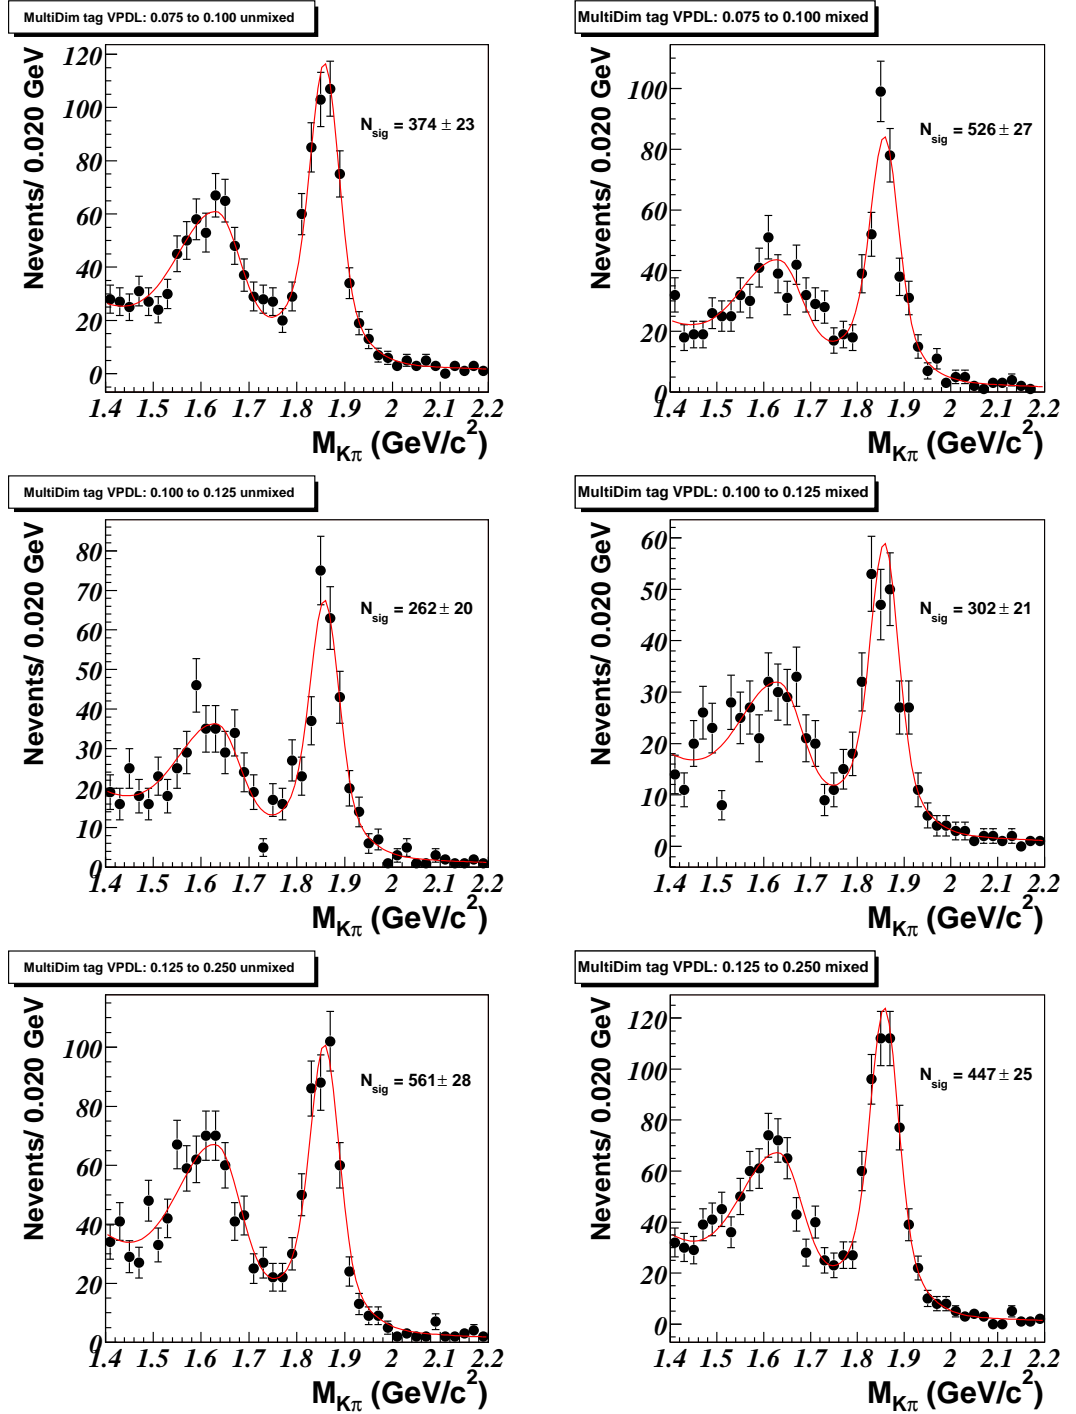 MultiDim tag VPDL: 0.075 to 0.100 unmixed
Nevents/ 0.020 GeV
120
100
80
60
40
20
0
N_sig = 374 ± 23
1.4 1.5 1.6 1.7 1.8 1.9 2 2.1 2.2
M_Kπ (GeV/c²)
MultiDim tag VPDL: 0.075 to 0.100 mixed
Nevents/ 0.020 GeV
100
80
60
40
20
0
N_sig = 526 ± 27
1.4 1.5 1.6 1.7 1.8 1.9 2 2.1 2.2
M_Kπ (GeV/c²)
MultiDim tag VPDL: 0.100 to 0.125 unmixed
Nevents/ 0.020 GeV
80
70
60
50
40
30
20
10
0
N_sig = 262 ± 20
1.4 1.5 1.6 1.7 1.8 1.9 2 2.1 2.2
M_Kπ (GeV/c²)
MultiDim tag VPDL: 0.100 to 0.125 mixed
Nevents/ 0.020 GeV
60
50
40
30
20
10
0
N_sig = 302 ± 21
1.4 1.5 1.6 1.7 1.8 1.9 2 2.1 2.2
M_Kπ (GeV/c²)
MultiDim tag VPDL: 0.125 to 0.250 unmixed
Nevents/ 0.020 GeV
100
80
60
40
20
0
N_sig = 561 ± 28
1.4 1.5 1.6 1.7 1.8 1.9 2 2.1 2.2
M_Kπ (GeV/c²)
MultiDim tag VPDL: 0.125 to 0.250 mixed
Nevents/ 0.020 GeV
120
100
80
60
40
20
0
N_sig = 447 ± 25
1.4 1.5 1.6 1.7 1.8 1.9 2 2.1 2.2
M_Kπ (GeV/c²)